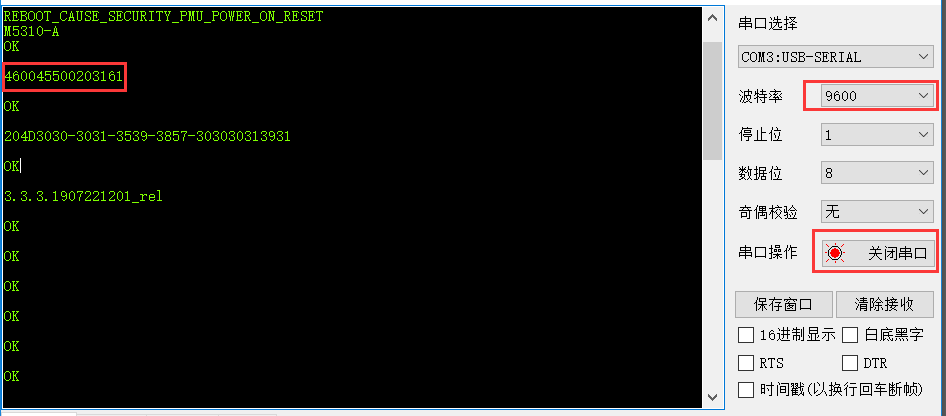 REBOOT_CAUSE_SECURITY_PMU_POWER_ON_RESET
M5310-A
OK
460045500203161
OK
204D3030-3031-3539-3857-303030313931
OK
3.3.3.1907221201_rel
OK
OK
OK
OK
OK
OK
串口选择
COM3:USB-SERIAL
波特率 9600
停止位 1
数据位 8
奇偶校验 无
串口操作 关闭串口
保存窗口 清除接收
16进制显示 白底黑字
RTS DTR
时间戳(以换行回车断帧)